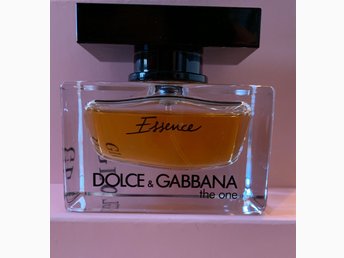 Essence
DOLCE & GABBANA
the one